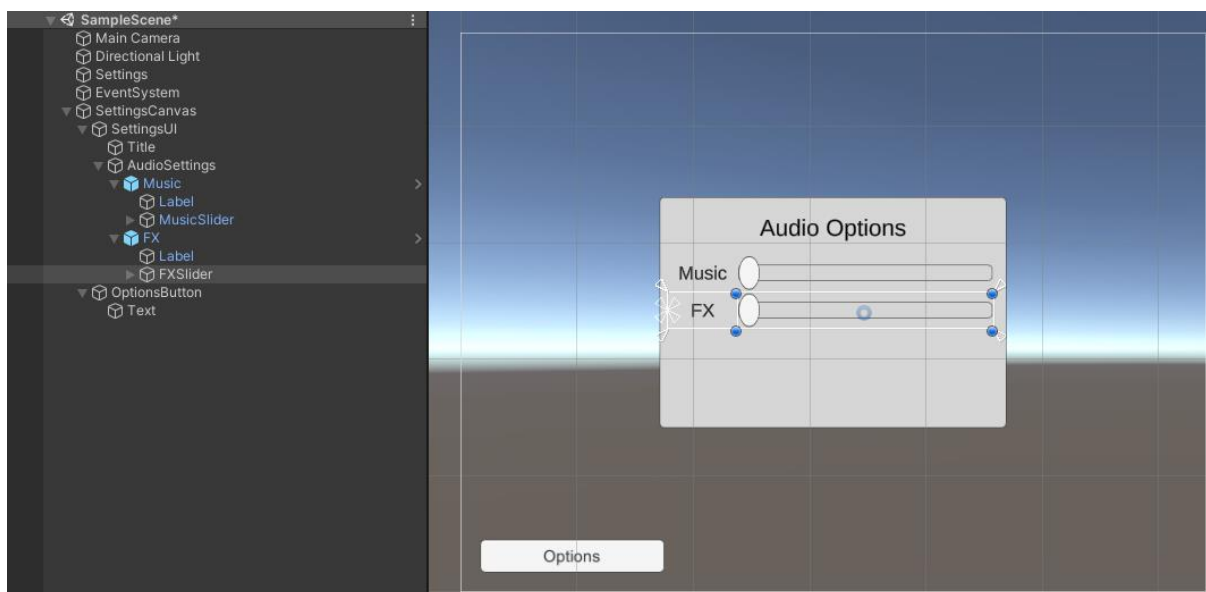 SampleScene*
Main Camera
Directional Light
Settings
EventSystem
SettingsCanvas
SettingsUI
Title
AudioSettings
Music
Label
MusicSlider
FX
Label
FXSlider
OptionsButton
Text
Audio Options
Music
FX
Options